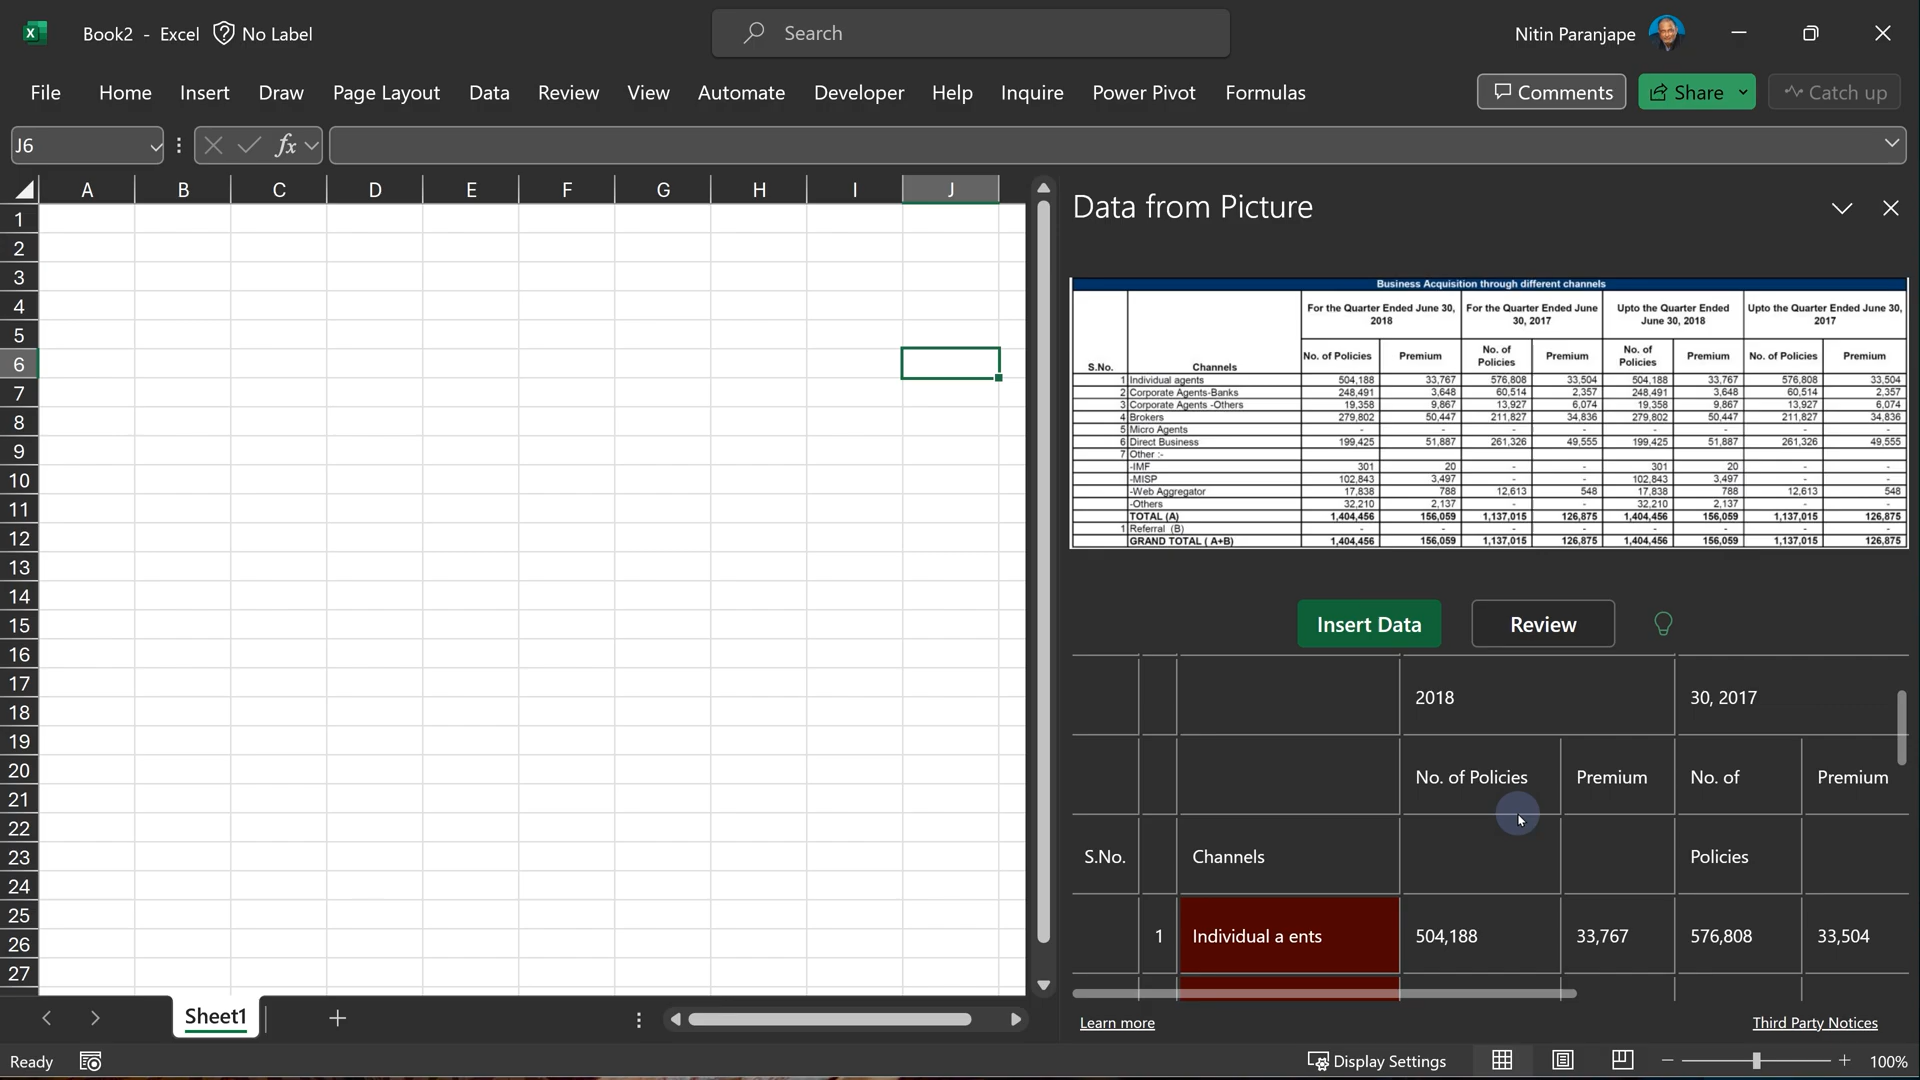 Book2 - Excel No Label
Search
Nitin Paranjape
File Home Insert Draw Page Layout Data Review View Automate Developer Help Inquire Power Pivot Formulas
Comments Share Catch up
J6 fx
A B C D E F G H I J
1
2
3
4
5
6
7
8
9
10
11
12
13
14
15
16
17
18
19
20
21
22
23
24
25
26
27
Data from Picture
Business Acquisition through different channels
For the Quarter Ended June 30, 2018 For the Quarter Ended June 30, 2017 Upto the Quarter Ended June 30, 2018 Upto the Quarter Ended June 30, 2017
S.No. Channels No. of Policies Premium No. of Policies Premium No. of Policies Premium No. of Policies Premium
1 Individual agents 504,188 33,767 576,808 33,504 504,188 33,767 576,808 33,504
2 Corporate Agents-Banks 248,491 3,648 60,514 2,357 248,491 3,648 60,514 2,357
3 Corporate Agents -Others 19,358 9,867 13,927 6,074 19,358 9,867 13,927 6,074
4 Brokers 279,802 50,447 211,827 34,836 279,802 50,447 211,827 34,836
5 Micro Agents - - - - - - - -
6 Direct Business 199,425 51,887 261,326 49,555 199,425 51,887 261,326 49,555
7 Other :-
-IMF 301 20 - - 301 20 - -
-MISP 102,843 3,497 - - 102,843 3,497 - -
-Web Aggregator 17,838 788 12,613 548 17,838 788 12,613 548
-Others 32,210 2,137 - - 32,210 2,137 - -
TOTAL (A) 1,404,456 156,059 1,137,015 126,875 1,404,456 156,059 1,137,015 126,875
1 Referral (B) - - - - - - - -
GRAND TOTAL ( A+B) 1,404,456 156,059 1,137,015 126,875 1,404,456 156,059 1,137,015 126,875
Insert Data Review
2018 30, 2017
No. of Policies Premium No. of Premium
S.No. Channels Policies
1 Individual a ents 504,188 33,767 576,808 33,504
Learn more Third Party Notices
Sheet1
Ready Display Settings 100%